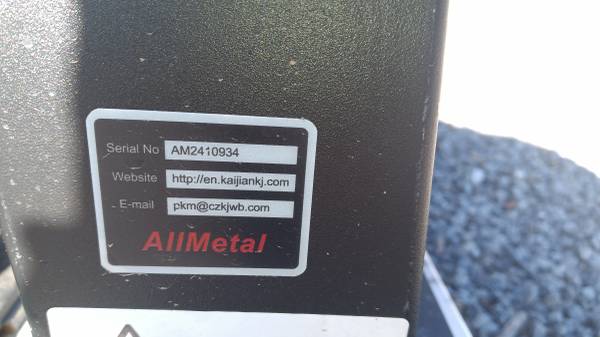 Serial No AM2410934
Website http://en.kaijiankj.com
E-mail pkm@czkjwb.com
AllMetal